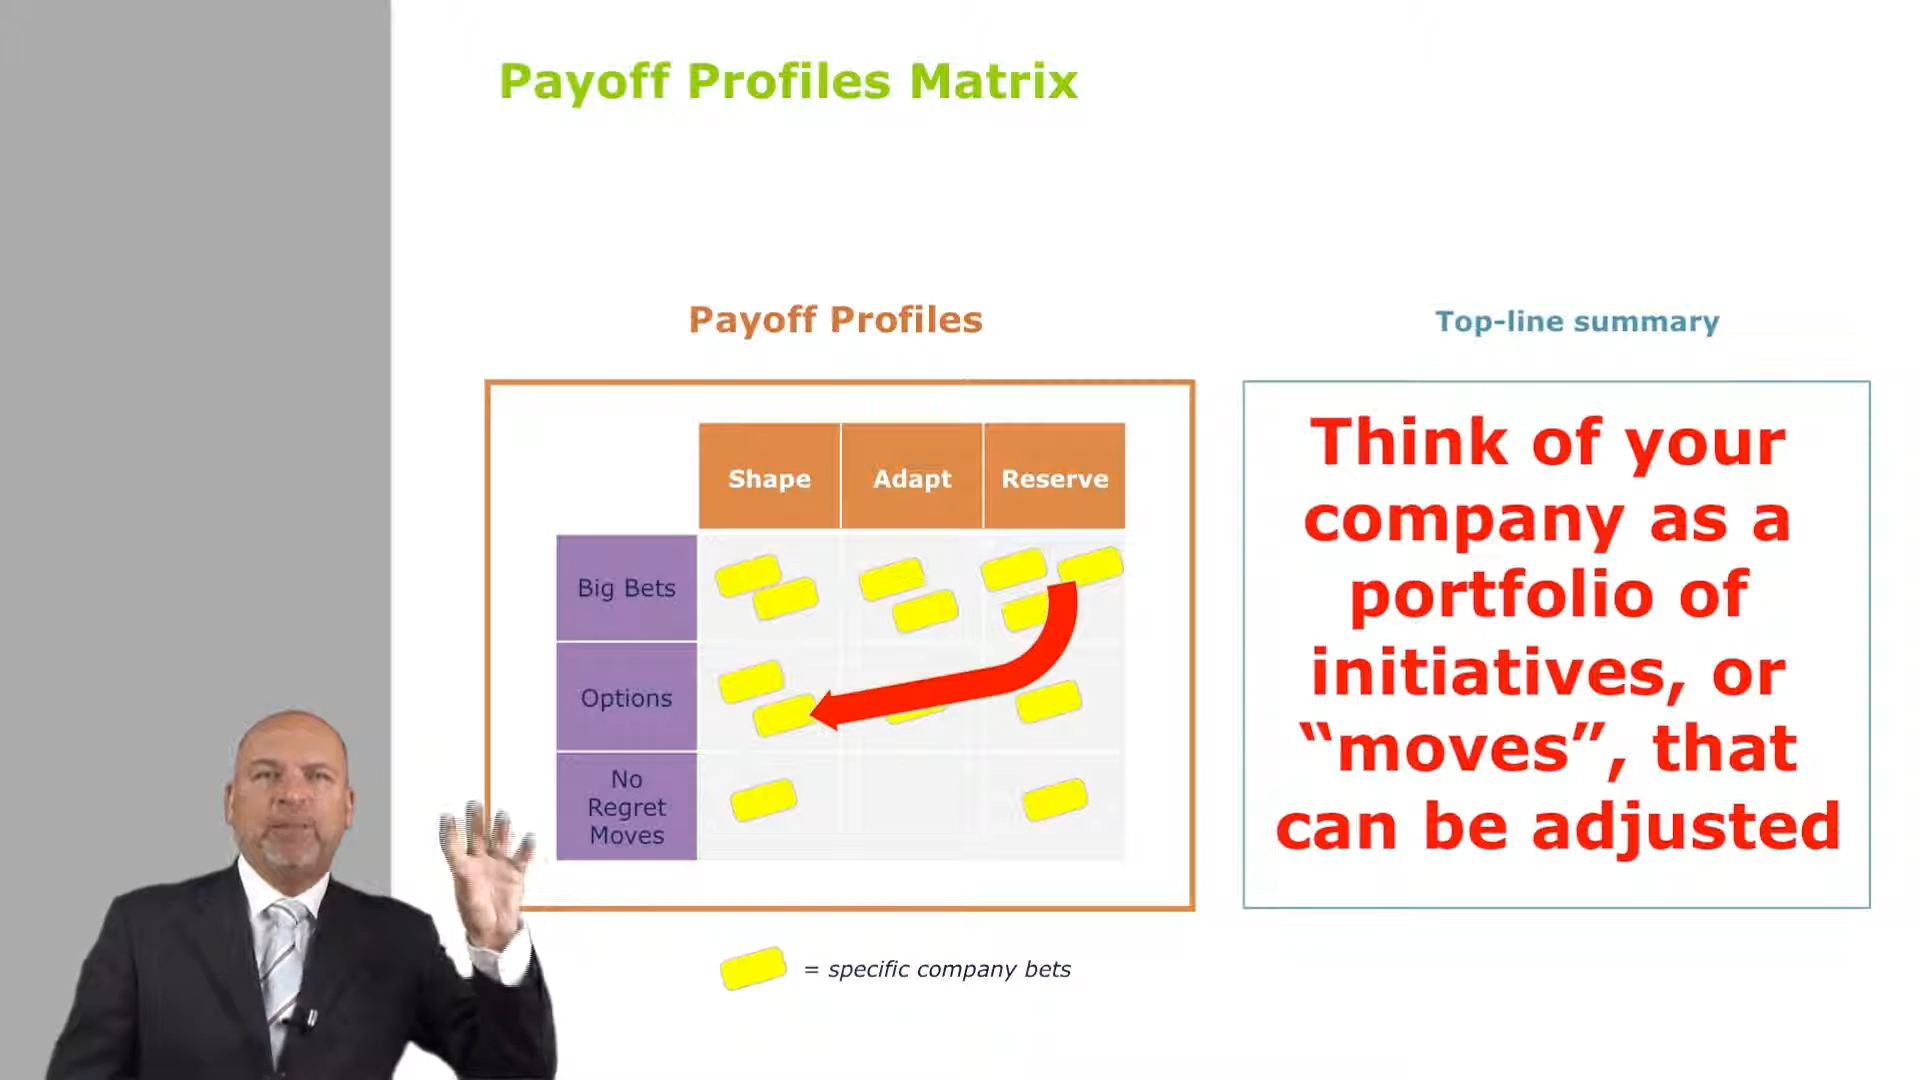 Payoff Profiles Matrix
Payoff Profiles
Shape
Adapt
Reserve
Big Bets
Options
No
Regret
Moves
= specific company bets
Top-line summary
Think of your
company as a
portfolio of
initiatives, or
“moves”, that
can be adjusted